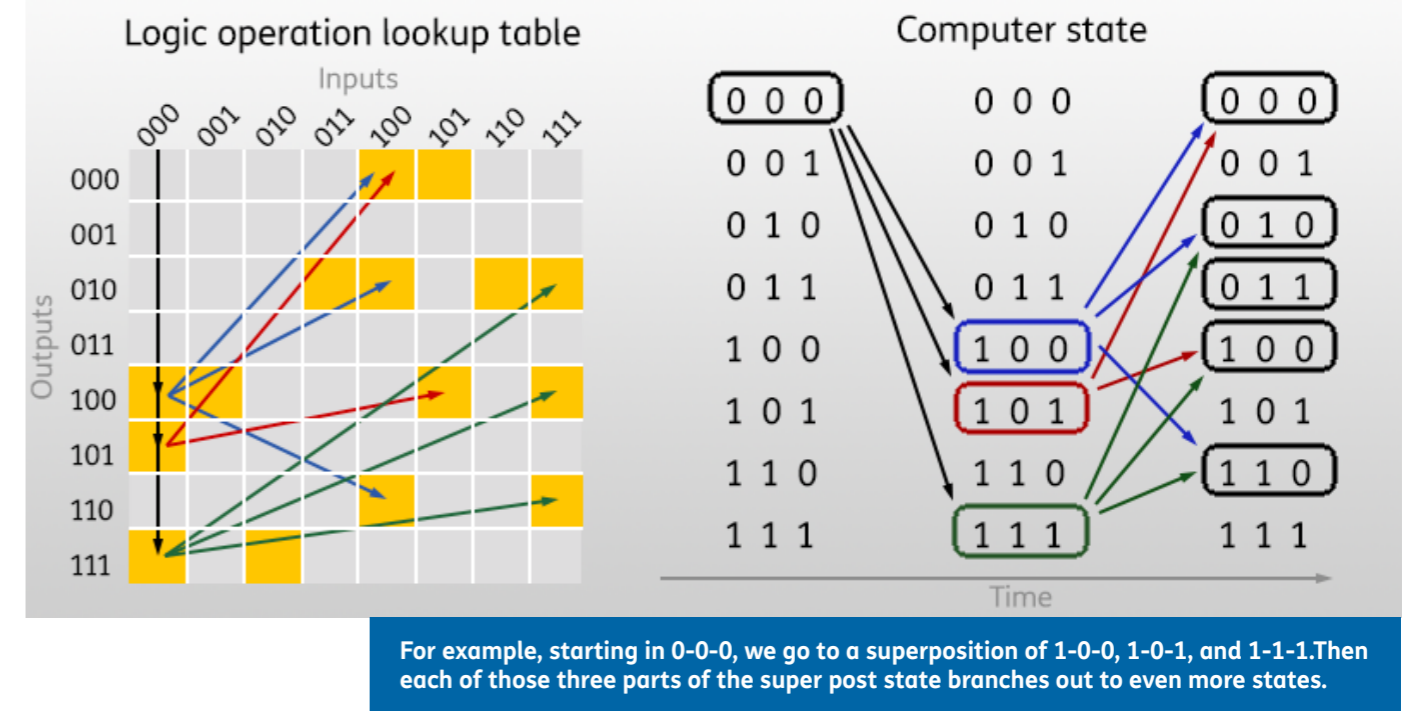 Logic operation lookup table
Inputs
000 001 010 011 100 101 110 111
Outputs
000
001
010
011
100
101
110
111
Computer state
0 0 0 0 0 0 0 0 0
0 0 1 0 0 1 0 0 1
0 1 0 0 1 0 0 1 0
0 1 1 0 1 1 0 1 1
1 0 0 1 0 0 1 0 0
1 0 1 1 0 1 1 0 1
1 1 0 1 1 0 1 1 0
1 1 1 1 1 1 1 1 1
Time
For example, starting in 0-0-0, we go to a superposition of 1-0-0, 1-0-1, and 1-1-1.Then
each of those three parts of the super post state branches out to even more states.